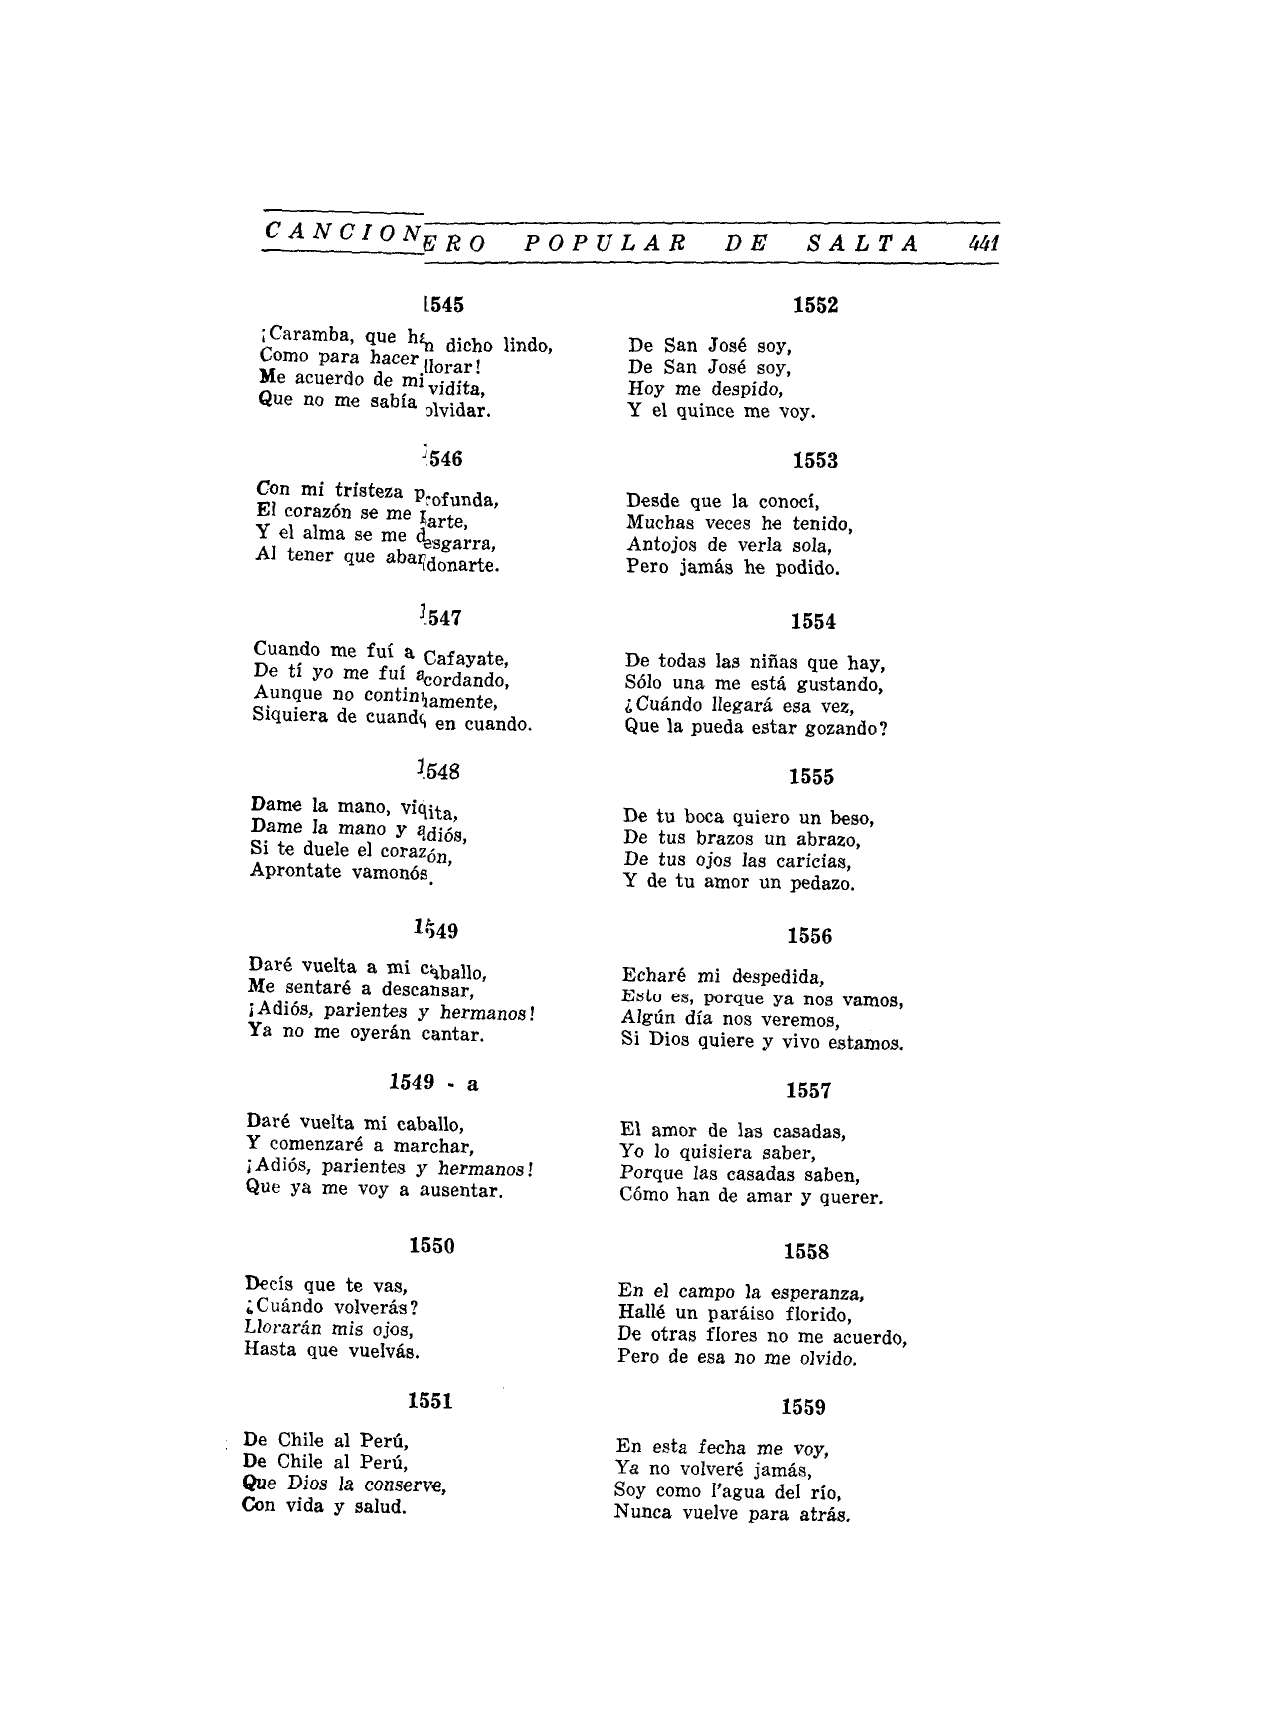 CANCIONERO POPULAR DE SALTA 441
1545
¡Caramba, que han dicho lindo,
Como para hacer llorar!
Me acuerdo de mi vidita,
Que no me sabía olvidar.
1546
Con mi tristeza profunda,
El corazón se me parte,
Y el alma se me desgarra,
Al tener que abandonarte.
1547
Cuando me fuí a Cafayate,
De tí yo me fuí acordando,
Aunque no continuamente,
Siquiera de cuando en cuando.
1548
Dame la mano, vidita,
Dame la mano y adiós,
Si te duele el corazón,
Aprontate vamonós.
1549
Daré vuelta a mi caballo,
Me sentaré a descansar,
¡Adiós, parientes y hermanos!
Ya no me oyerán cantar.
1549 - a
Daré vuelta mi caballo,
Y comenzaré a marchar,
¡Adiós, parientes y hermanos!
Que ya me voy a ausentar.
1550
Decís que te vas,
¿Cuándo volverás?
Llorarán mis ojos,
Hasta que vuelvás.
1551
De Chile al Perú,
De Chile al Perú,
Que Dios la conserve,
Con vida y salud.
1552
De San José soy,
De San José soy,
Hoy me despido,
Y el quince me voy.
1553
Desde que la conocí,
Muchas veces he tenido,
Antojos de verla sola,
Pero jamás he podido.
1554
De todas las niñas que hay,
Sólo una me está gustando,
¿Cuándo llegará esa vez,
Que la pueda estar gozando?
1555
De tu boca quiero un beso,
De tus brazos un abrazo,
De tus ojos las caricias,
Y de tu amor un pedazo.
1556
Echaré mi despedida,
Esto es, porque ya nos vamos,
Algún día nos veremos,
Si Dios quiere y vivo estamos.
1557
El amor de las casadas,
Yo lo quisiera saber,
Porque las casadas saben,
Cómo han de amar y querer.
1558
En el campo la esperanza,
Hallé un paráiso florido,
De otras flores no me acuerdo,
Pero de esa no me olvido.
1559
En esta fecha me voy,
Ya no volveré jamás,
Soy como l'agua del río,
Nunca vuelve para atrás.